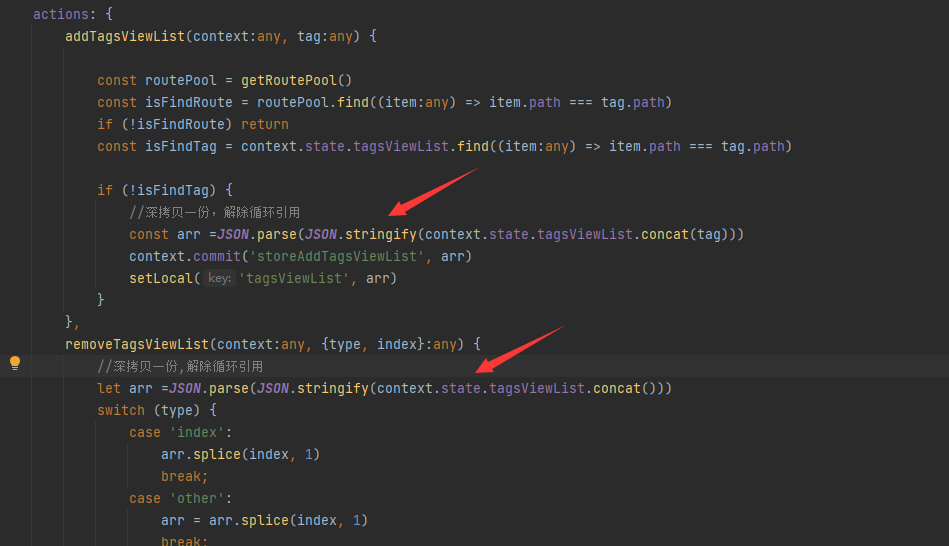 actions: {
addTagsViewList(context:any, tag:any) {
const routePool = getRoutePool()
const isFindRoute = routePool.find((item:any) => item.path === tag.path)
if (!isFindRoute) return
const isFindTag = context.state.tagsViewList.find((item:any) => item.path === tag.path)
if (!isFindTag) {
//深拷贝一份，解除循环引用
const arr =JSON.parse(JSON.stringify(context.state.tagsViewList.concat(tag)))
context.commit('storeAddTagsViewList', arr)
setLocal( key: 'tagsViewList', arr)
}
},
removeTagsViewList(context:any, {type, index}:any) {
//深拷贝一份,解除循环引用
let arr =JSON.parse(JSON.stringify(context.state.tagsViewList.concat()))
switch (type) {
case 'index':
arr.splice(index, 1)
break;
case 'other':
arr = arr.splice(index, 1)
break;